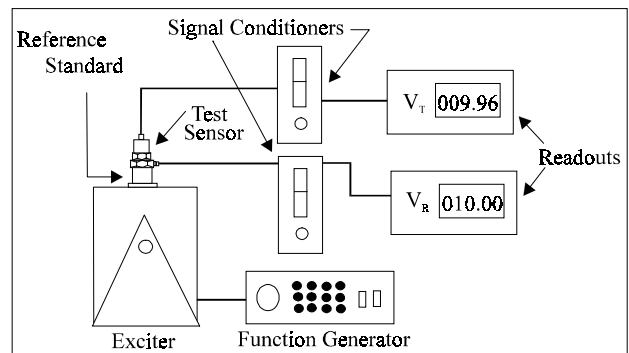 Signal Conditioners
Reference
Standard
Test
Sensor
V_T 009.96
Readouts
V_R 010.00
Exciter
Function Generator